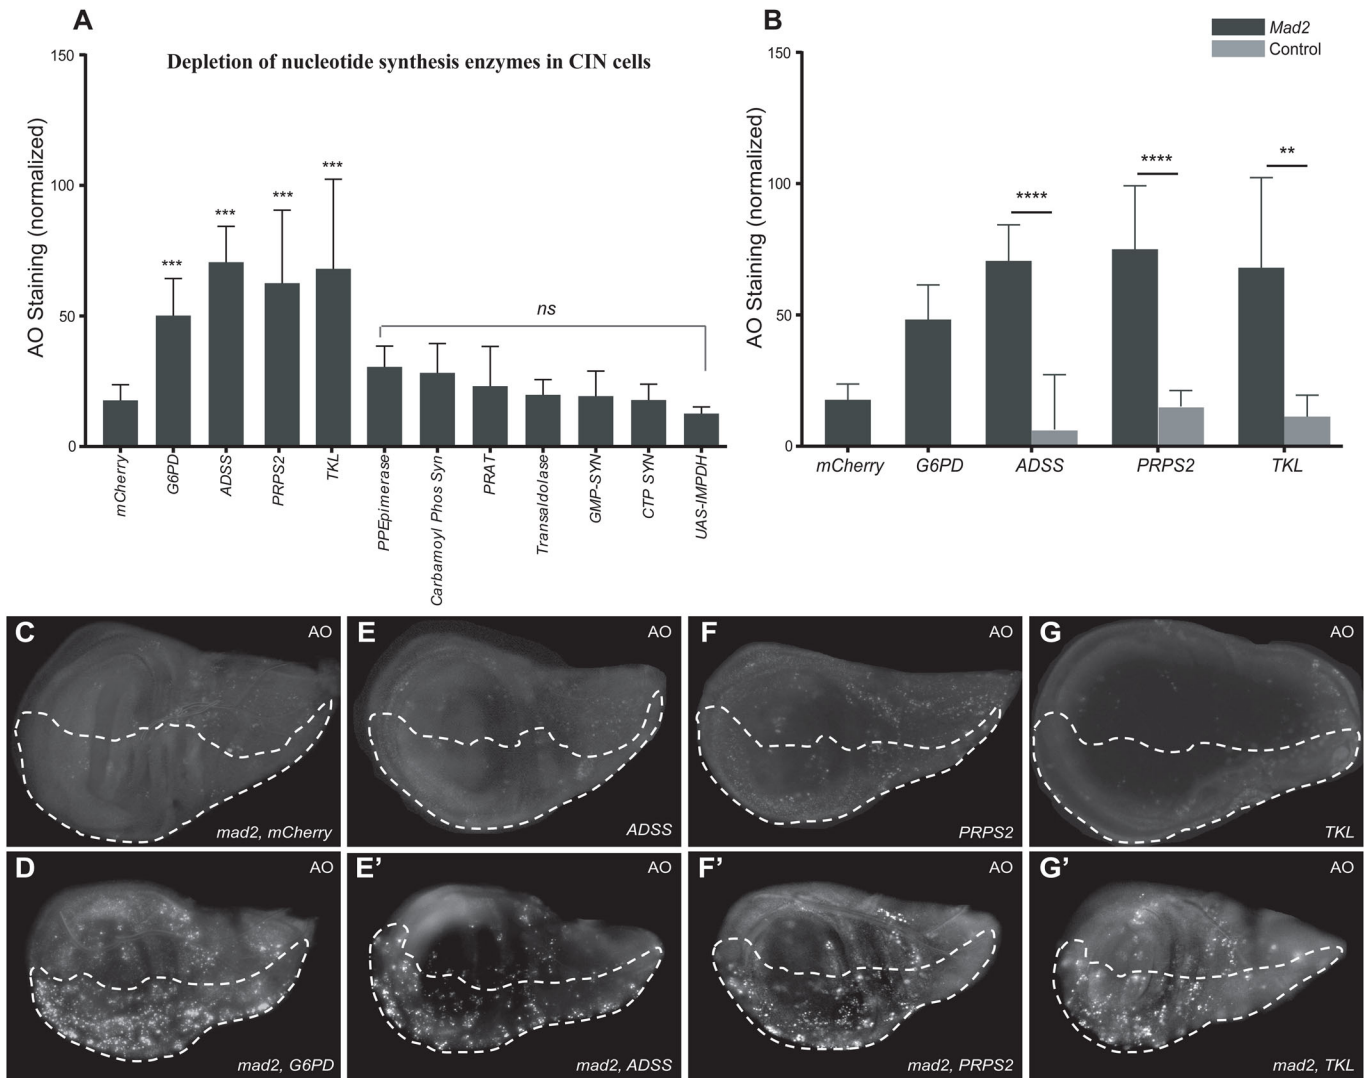 A
Depletion of nucleotide synthesis enzymes in CIN cells
AO Staining (normalized)
150
100
50
0
***
***
***
***
ns
mCherry
G6PD
ADSS
PRPS2
TKL
PPEpimerase
Carbamoyl Phos Syn
PRAT
Transaldolase
GMP-SYN
CTP SYN
UAS-IMPDH
B
Mad2
Control
AO Staining (normalized)
150
100
50
0
****
****
**
mCherry
G6PD
ADSS
PRPS2
TKL
C
AO
mad2, mCherry
E
AO
ADSS
F
AO
PRPS2
G
AO
TKL
D
AO
mad2, G6PD
E’
AO
mad2, ADSS
F’
AO
mad2, PRPS2
G’
AO
mad2, TKL